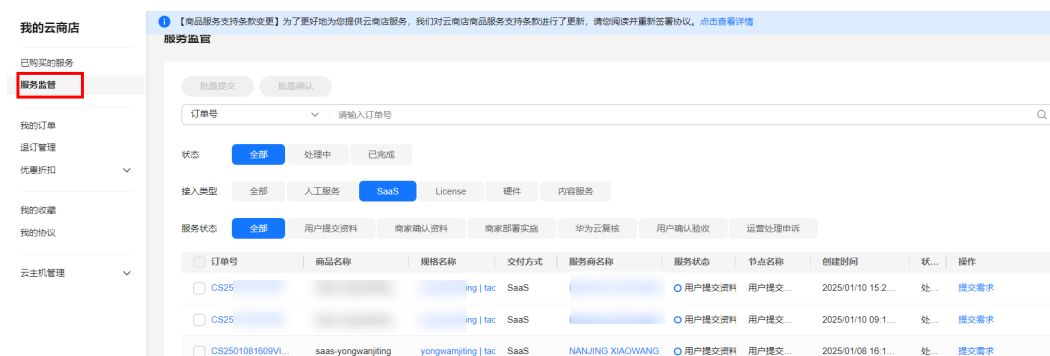 我的云商店
【商品服务支持条款变更】为了更好地为您提供云商店服务，我们对云商店商品服务支持条款进行了更新，请您阅读并重新签署协议。点击查看详情
服务监管
已购买的服务
服务监管
我的订单
退订管理
优惠折扣
我的收藏
我的协议
云主机管理
批量提交 批量确认
订单号 请输入订单号
状态 全部 处理中 已完成
接入类型 全部 人工服务 SaaS License 硬件 内容服务
服务状态 全部 用户提交资料 商家确认资料 商家部署实施 华为云复核 用户确认验收 运营处理申诉
订单号 商品名称 规格名称 交付方式 服务商名称 服务状态 节点名称 创建时间 状... 操作
CS25 ing | tac SaaS 用户提交资料 用户提交... 2025/01/10 15:2... 处... 提交需求
CS25 ing | tac SaaS 用户提交资料 用户提交... 2025/01/10 09:1... 处... 提交需求
CS2501081609VI... saas-yongwanjiting yongwamjiting | tac SaaS NANJING XIAOWANG 用户提交资料 用户提交... 2025/01/08 16:1... 处... 提交需求